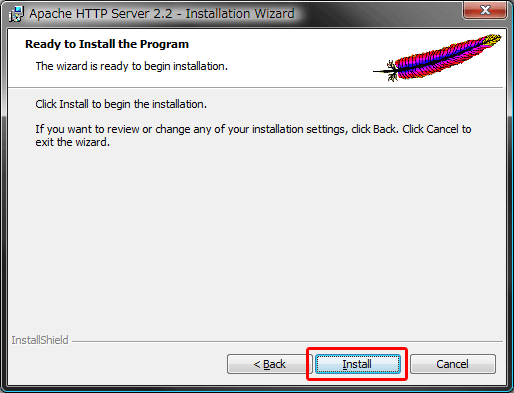 Apache HTTP Server 2.2 - Installation Wizard
Ready to Install the Program
The wizard is ready to begin installation.
Click Install to begin the installation.
If you want to review or change any of your installation settings, click Back. Click Cancel to
exit the wizard.
InstallShield
< Back
Install
Cancel